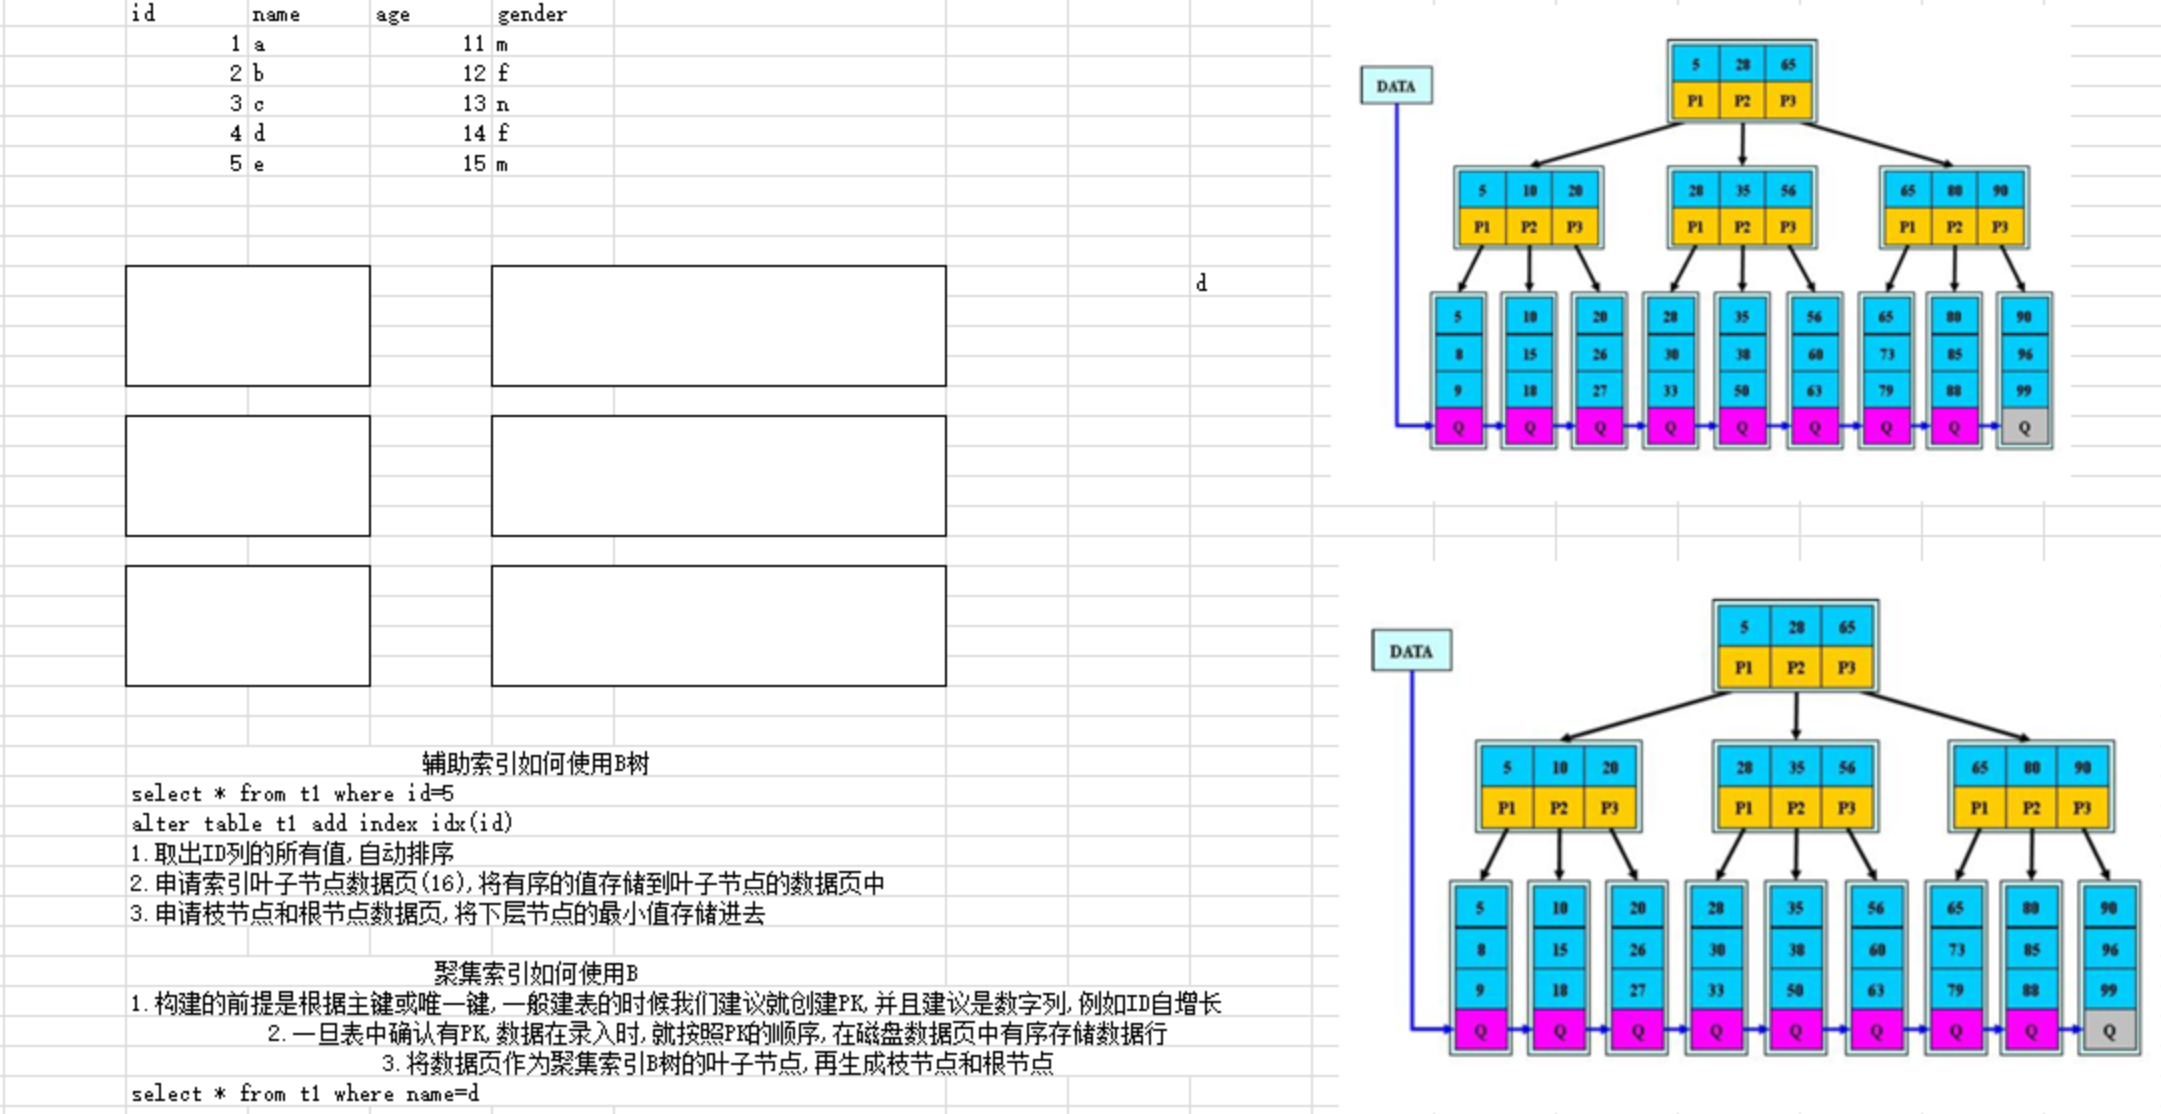 id name age gender
1 a 11 m
2 b 12 f
3 c 13 n
4 d 14 f
5 e 15 m
d
辅助索引如何使用B树
select * from t1 where id=5
alter table t1 add index idx(id)
1.取出ID列的所有值,自动排序
2.申请索引叶子节点数据页(16),将有序的值存储到叶子节点的数据页中
3.申请枝节点和根节点数据页,将下层节点的最小值存储进去
聚集索引如何使用B
1.构建的前提是根据主键或唯一键,一般建表的时候我们建议就创建PK,并且建议是数字列,例如ID自增长
2.一旦表中确认有PK,数据在录入时,就按照PK的顺序,在磁盘数据页中有序存储数据行
3.将数据页作为聚集索引B树的叶子节点,再生成枝节点和根节点
select * from t1 where name=d
5 28 65
DATA
P1 P2 P3
5 10 20 28 35 56 65 80 90
P1 P2 P3 P1 P2 P3 P1 P2 P3
5 10 20 28 35 56 65 80 90
8 15 26 30 38 60 73 85 96
9 18 27 33 50 63 79 88 99
Q Q Q Q Q Q Q Q Q
5 28 65
DATA
P1 P2 P3
5 10 20 28 35 56 65 80 90
P1 P2 P3 P1 P2 P3 P1 P2 P3
5 10 20 28 35 56 65 80 90
8 15 26 30 38 60 73 85 96
9 18 27 33 50 63 79 88 99
Q Q Q Q Q Q Q Q Q